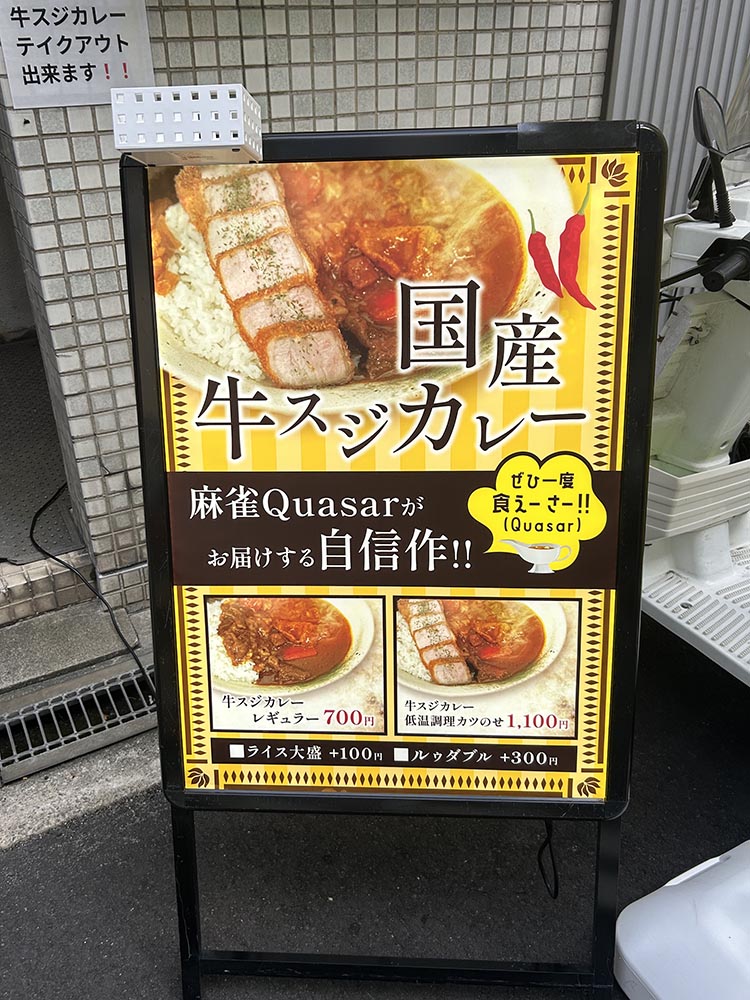 牛スジカレー
テイクアウト
出来ます！！
国産
牛スジカレー
麻雀Quasarが
お届けする自信作!!
ぜひ一度
食えーさー!!
(Quasar)
牛スジカレー
レギュラー 700円
牛スジカレー
低温調理カツのせ 1,100円
■ライス大盛 +100円 ■ルゥダブル +300円